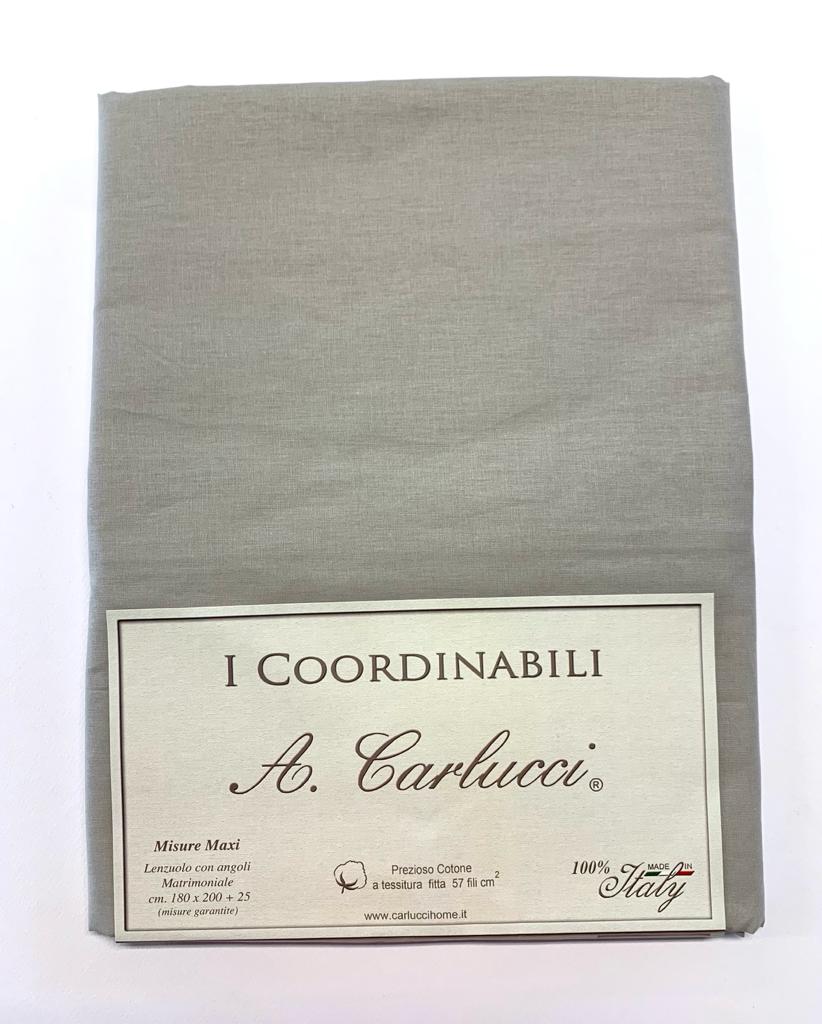 I COORDINABILI
A. Carlucci®
Misure Maxi
Lenzuolo con angoli
Matrimoniale
cm. 180 x 200 + 25
(misure garantite)
Prezioso Cotone
a tessitura fitta 57 fili cm²
www.carluccihome.it
100% MADE IN
Italy